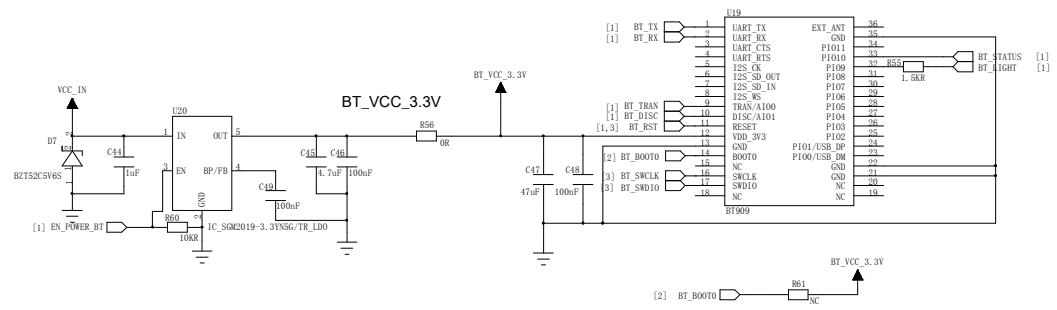 U19
[1] BT_TX 1 UART_TX EXT_ANT 36
[1] BT_RX 2 UART_RX GND 35
3 UART_CTS PIO11 34
4 UART_RTS PIO10 33 BT_STATUS [1]
5 I2S_CK PIO9 32 R55 1.5KR BT_LIGHT [1]
6 I2S_SD_OUT PIO8 31
7 I2S_SD_IN PIO7 30
8 I2S_WS PIO6 29
[1] BT_TRAN 9 TRAN/AIO0 PIO5 28
[1] BT_DISC 10 DISC/AIO1 PIO4 27
[1,3] BT_RST 11 RESET PIO3 26
12 VDD_3V3 PIO2 25
13 GND PIO1/USB_DP 24
[2] BT_BOOT0 14 BOOT0 PIO0/USB_DM 23
15 NC GND 22
[3] BT_SWCLK 16 SWCLK GND 21
[3] BT_SWDIO 17 SWDIO NC 20
18 NC NC 19
BT909
BT_VCC_3.3V
VCC_IN
BT_VCC_3.3V
U20
1 IN OUT 5
3 EN BP/FB 4
GND
2
IC_SGM2019-3.3YN5G/TR_LDO
D7
2
1
BZT52C5V6S
C44
1uF
C45
4.7uF
C46
100nF
C49
100nF
R56
0R
C47
47uF
C48
100nF
[1] EN_POWER_BT
R60
10KR
BT_VCC_3.3V
[2] BT_BOOT0
R61
NC